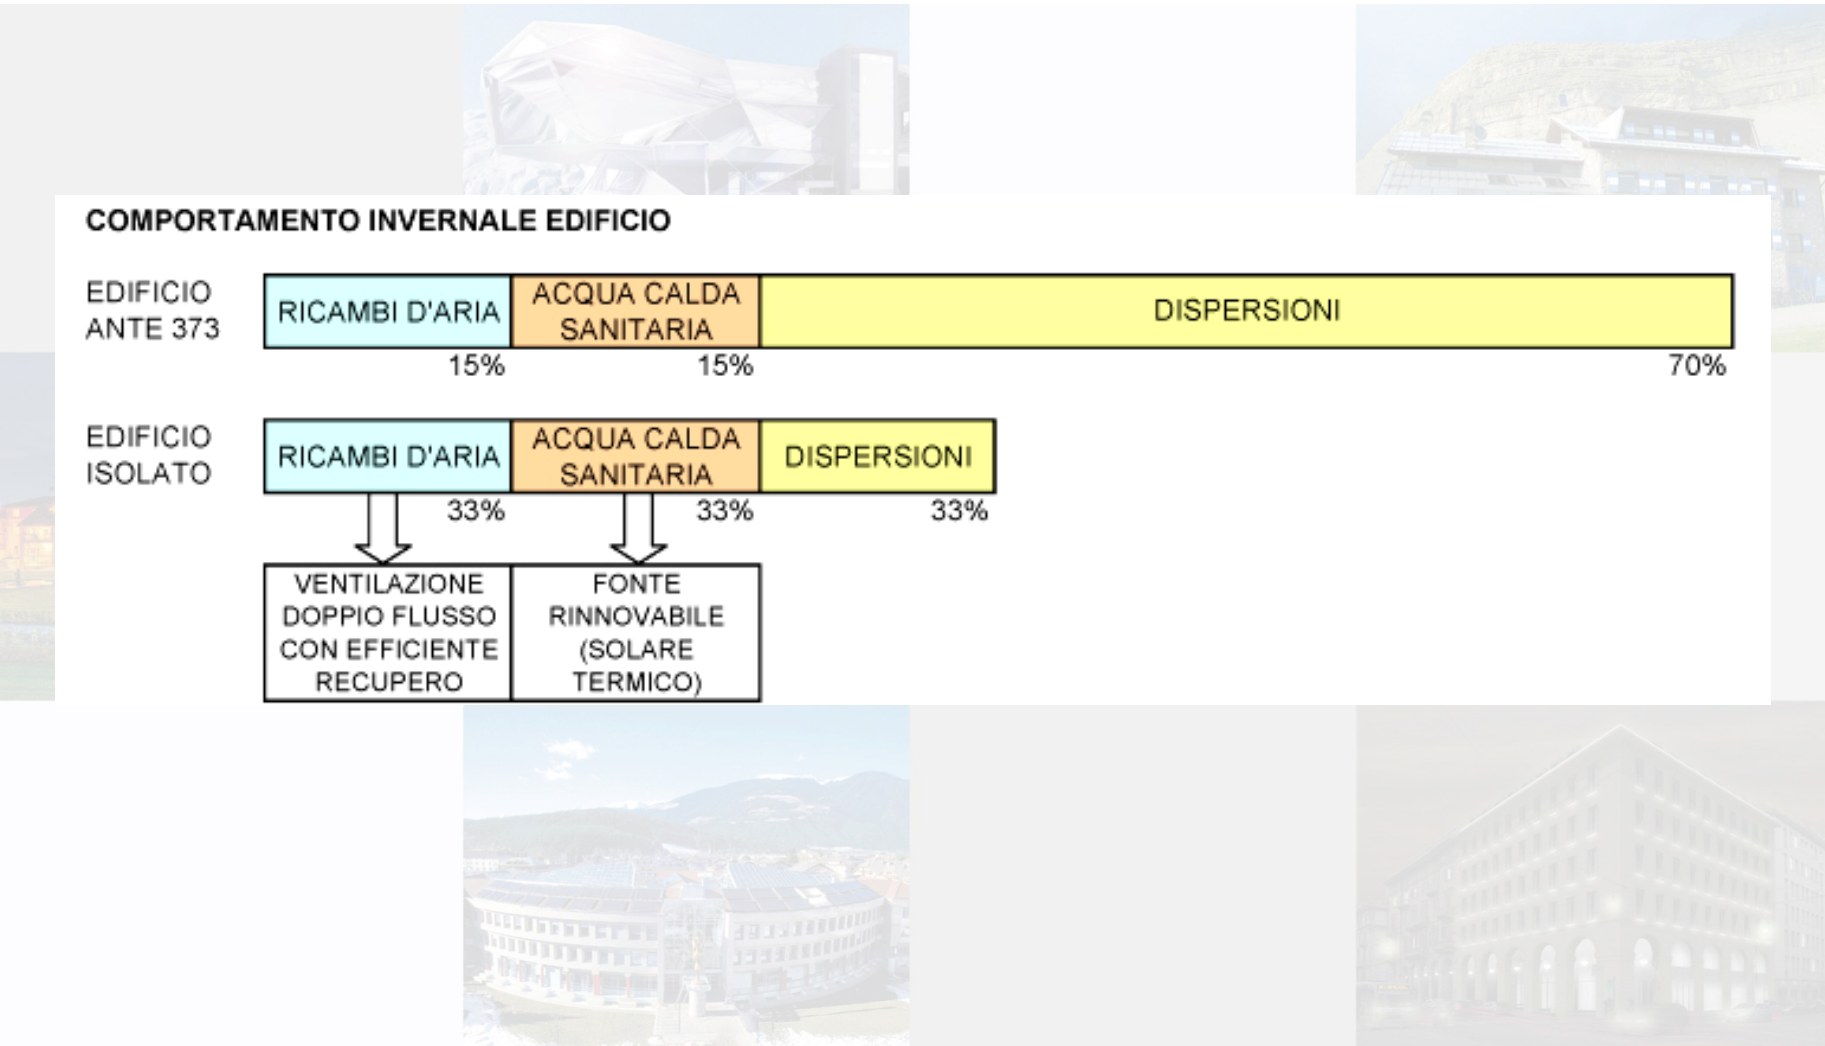 COMPORTAMENTO INVERNALE EDIFICIO
EDIFICIO
ANTE 373
RICAMBI D'ARIA
ACQUA CALDA
SANITARIA
DISPERSIONI
15%
15%
70%
EDIFICIO
ISOLATO
RICAMBI D'ARIA
ACQUA CALDA
SANITARIA
DISPERSIONI
33%
33%
33%
VENTILAZIONE
DOPPIO FLUSSO
CON EFFICIENTE
RECUPERO
FONTE
RINNOVABILE
(SOLARE
TERMICO)